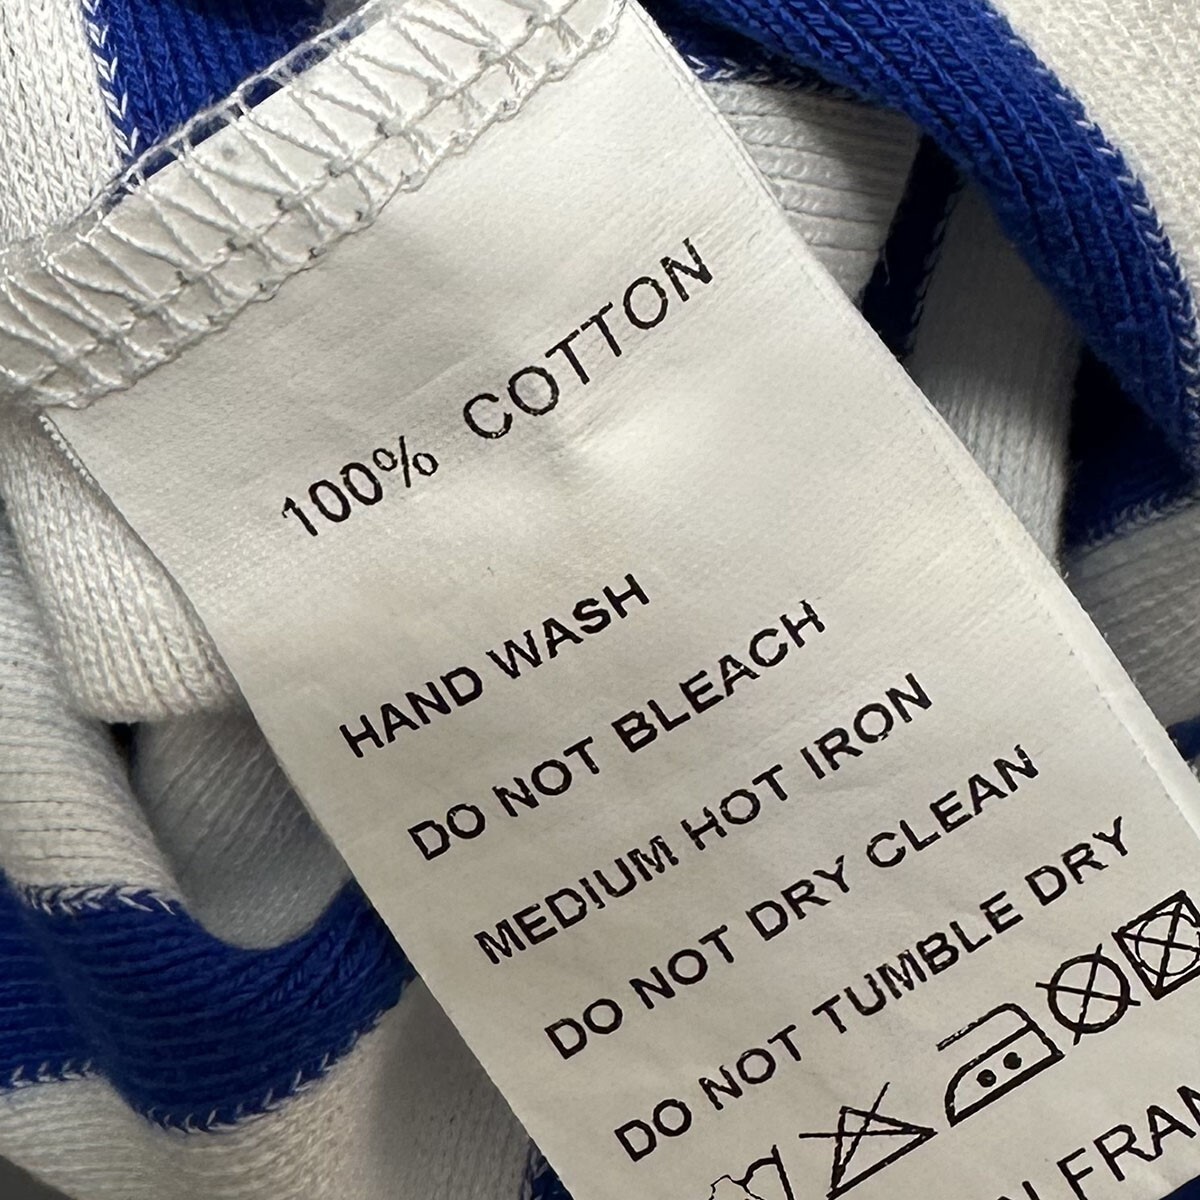 100% COTTON
HAND WASH
DO NOT BLEACH
MEDIUM HOT IRON
DO NOT DRY CLEAN
DO NOT TUMBLE DRY